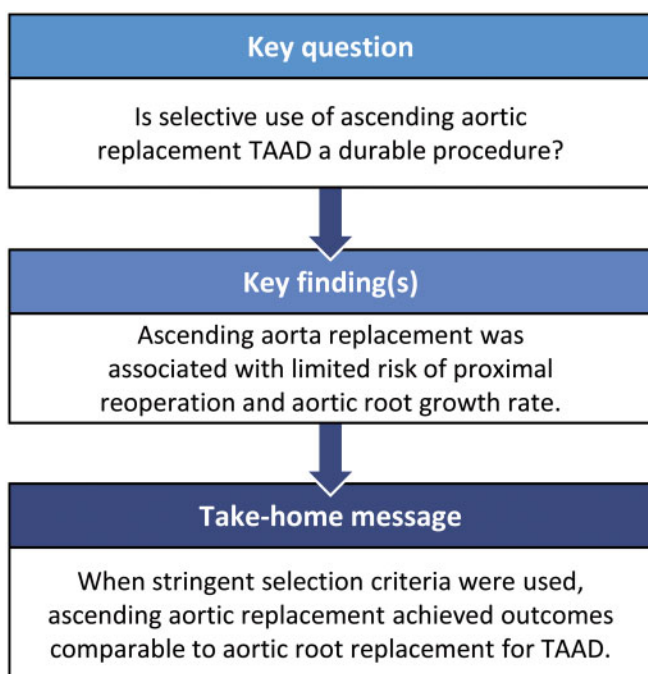 Key question
Is selective use of ascending aortic
replacement TAAD a durable procedure?
Key finding(s)
Ascending aorta replacement was
associated with limited risk of proximal
reoperation and aortic root growth rate.
Take-home message
When stringent selection criteria were used,
ascending aortic replacement achieved outcomes
comparable to aortic root replacement for TAAD.